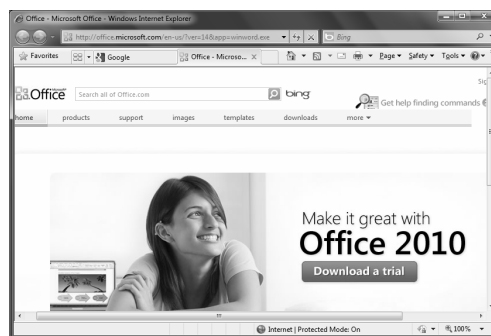 Office - Microsoft Office - Windows Internet Explorer
http://office.microsoft.com/en-us/?ver=14&app=winword.exe
Bing
Favorites Google Office - Microso... X Page Safety Tools
Microsoft
Office Search all of Office.com bing
Get help finding commands
home products support images templates downloads more
Make it great with
Office 2010
Download a trial
Internet | Protected Mode: On 100%